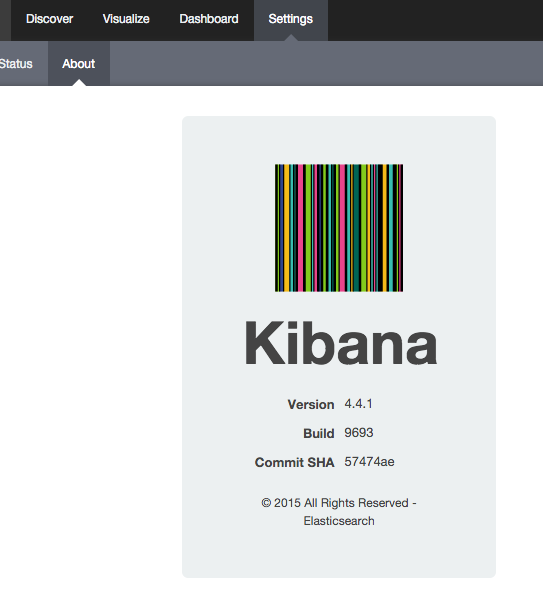 Discover Visualize Dashboard Settings
Status About
Kibana
Version 4.4.1
Build 9693
Commit SHA 57474ae
© 2015 All Rights Reserved -
Elasticsearch